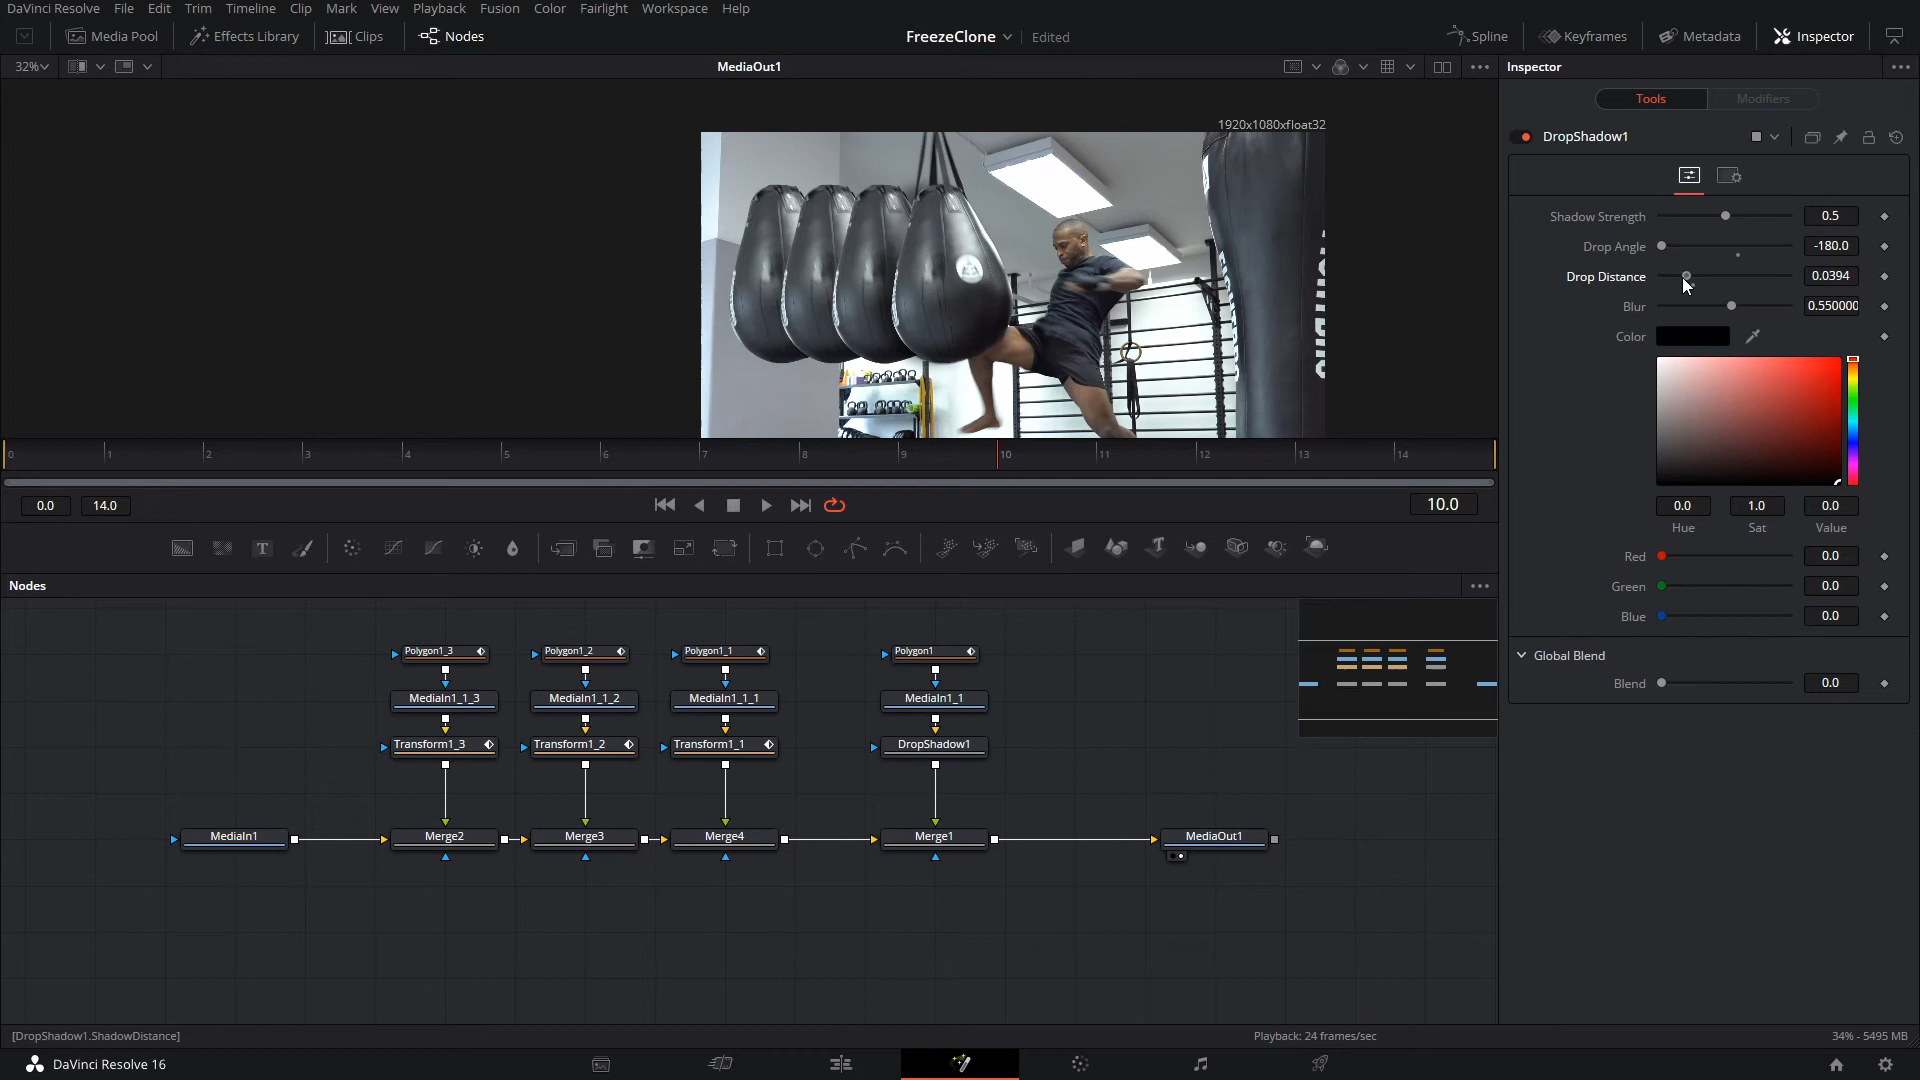 DaVinci Resolve File Edit Trim Timeline Clip Mark View Playback Fusion Color Fairlight Workspace Help
Media Pool Effects Library Clips Nodes FreezeClone Edited Spline Keyframes Metadata Inspector
32% MediaOut1 Inspector
Tools Modifiers
1920x1080xfloat32
DropShadow1
Shadow Strength 0.5
Drop Angle -180.0
Drop Distance 0.0394
Blur 0.550000
Color
0 1 2 3 4 5 6 7 8 9 10 11 12 13 14
0.0 14.0 10.0
0.0 1.0 0.0
Hue Sat Value
Red 0.0
Green 0.0
Blue 0.0
Nodes
Global Blend
Blend 0.0
Polygon1_3 Polygon1_2 Polygon1_1 Polygon1
MediaIn1_1_3 MediaIn1_1_2 MediaIn1_1_1 MediaIn1_1
Transform1_3 Transform1_2 Transform1_1 DropShadow1
MediaIn1 Merge2 Merge3 Merge4 Merge1 MediaOut1
[DropShadow1.ShadowDistance] Playback: 24 frames/sec 34% - 5495 MB
DaVinci Resolve 16